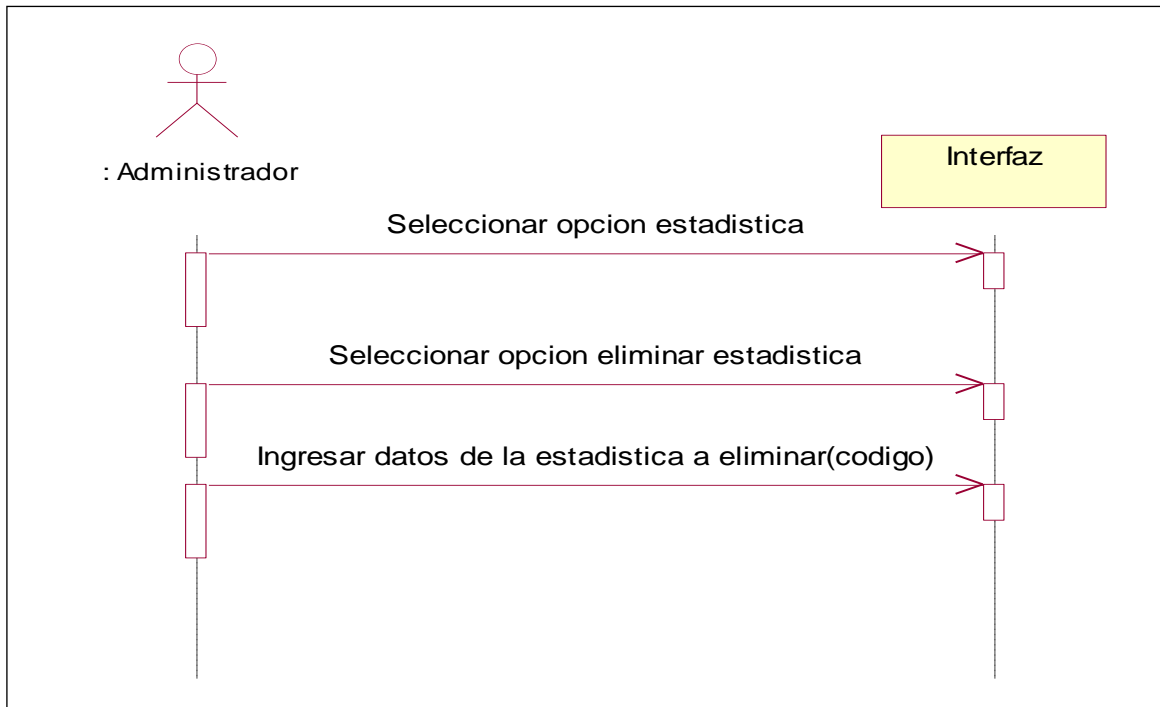 : Administrador
Interfaz
Seleccionar opcion estadistica
Seleccionar opcion eliminar estadistica
Ingresar datos de la estadistica a eliminar(codigo)